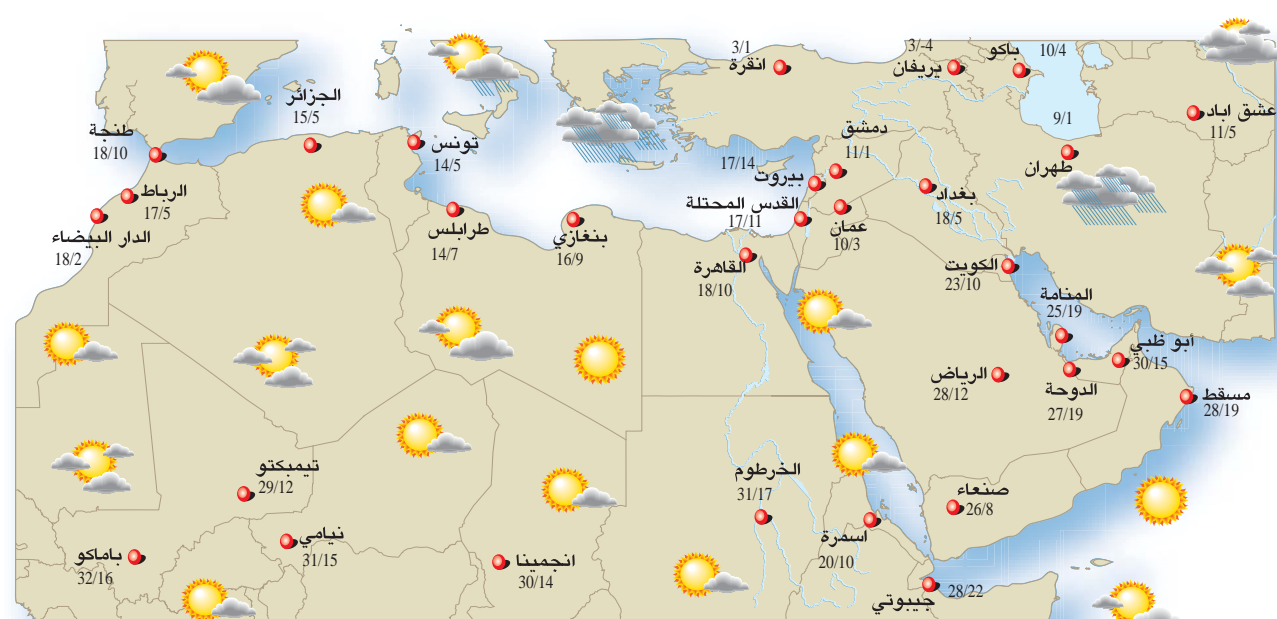 3/1
انقرة
3/-4
يريفان
باكو
10/4
عشق اباد
11/5
9/1
طهران
الجزائر
15/5
طنجة
18/10
تونس
14/5
دمشق
11/1
17/14
بيروت
بغداد
18/5
الرباط
17/5
الدار البيضاء
18/2
طرابلس
14/7
بنغازي
16/9
القدس المحتلة
17/11
عمان
10/3
القاهرة
18/10
الكويت
23/10
المنامة
25/19
أبو ظبي
30/15
الرياض
28/12
الدوحة
27/19
مسقط
28/19
تيمبكتو
29/12
الخرطوم
31/17
صنعاء
26/8
اسمرة
20/10
نيامي
31/15
باماكو
32/16
انجمينا
30/14
جيبوتي
28/22